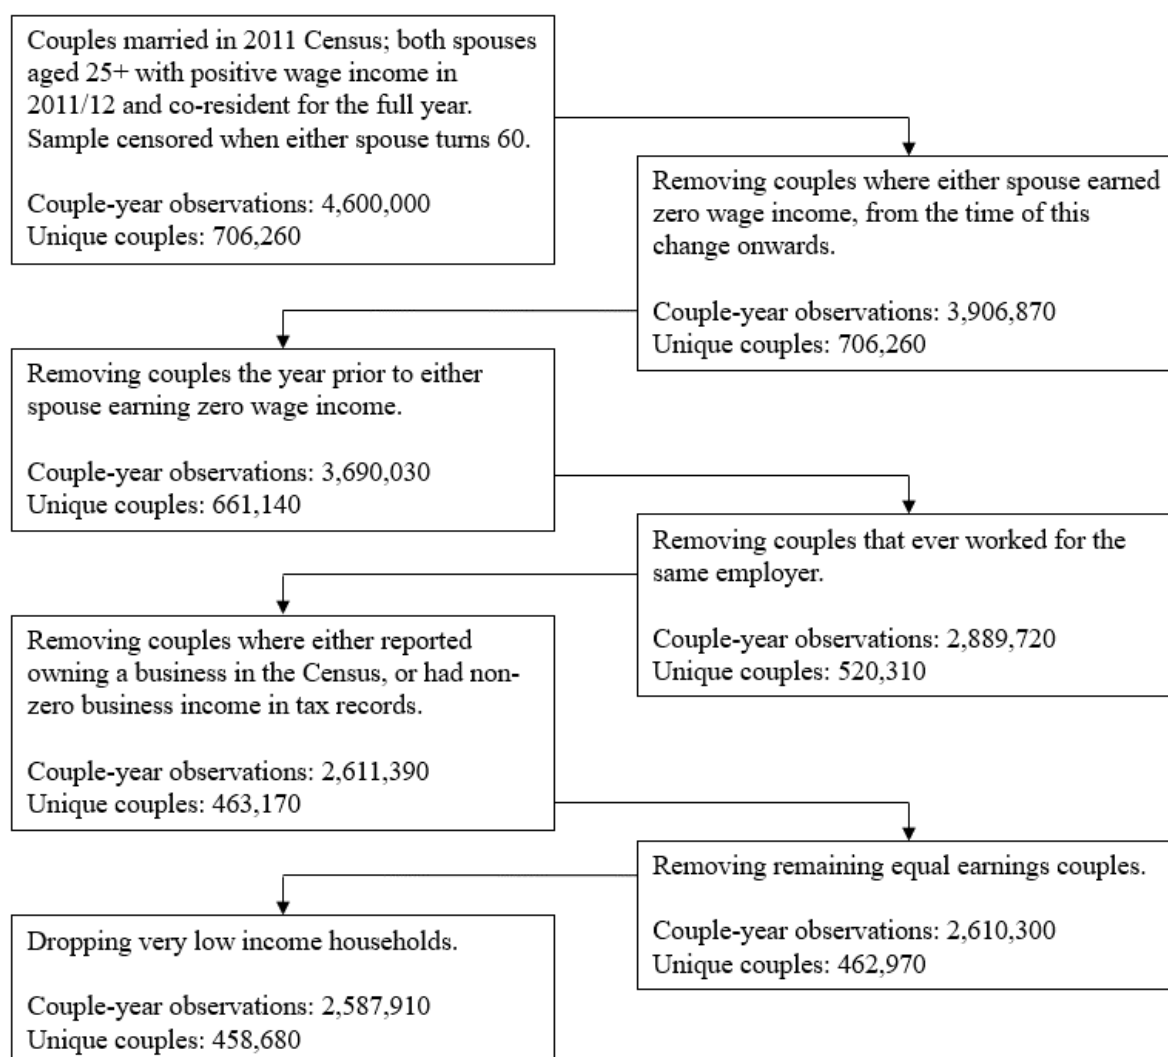 Couples married in 2011 Census; both spouses
aged 25+ with positive wage income in
2011/12 and co-resident for the full year.
Sample censored when either spouse turns 60.
Couple-year observations: 4,600,000
Unique couples: 706,260
Removing couples where either spouse earned
zero wage income, from the time of this
change onwards.
Couple-year observations: 3,906,870
Unique couples: 706,260
Removing couples the year prior to either
spouse earning zero wage income.
Couple-year observations: 3,690,030
Unique couples: 661,140
Removing couples that ever worked for the
same employer.
Couple-year observations: 2,889,720
Unique couples: 520,310
Removing couples where either reported
owning a business in the Census, or had non-
zero business income in tax records.
Couple-year observations: 2,611,390
Unique couples: 463,170
Removing remaining equal earnings couples.
Couple-year observations: 2,610,300
Unique couples: 462,970
Dropping very low income households.
Couple-year observations: 2,587,910
Unique couples: 458,680